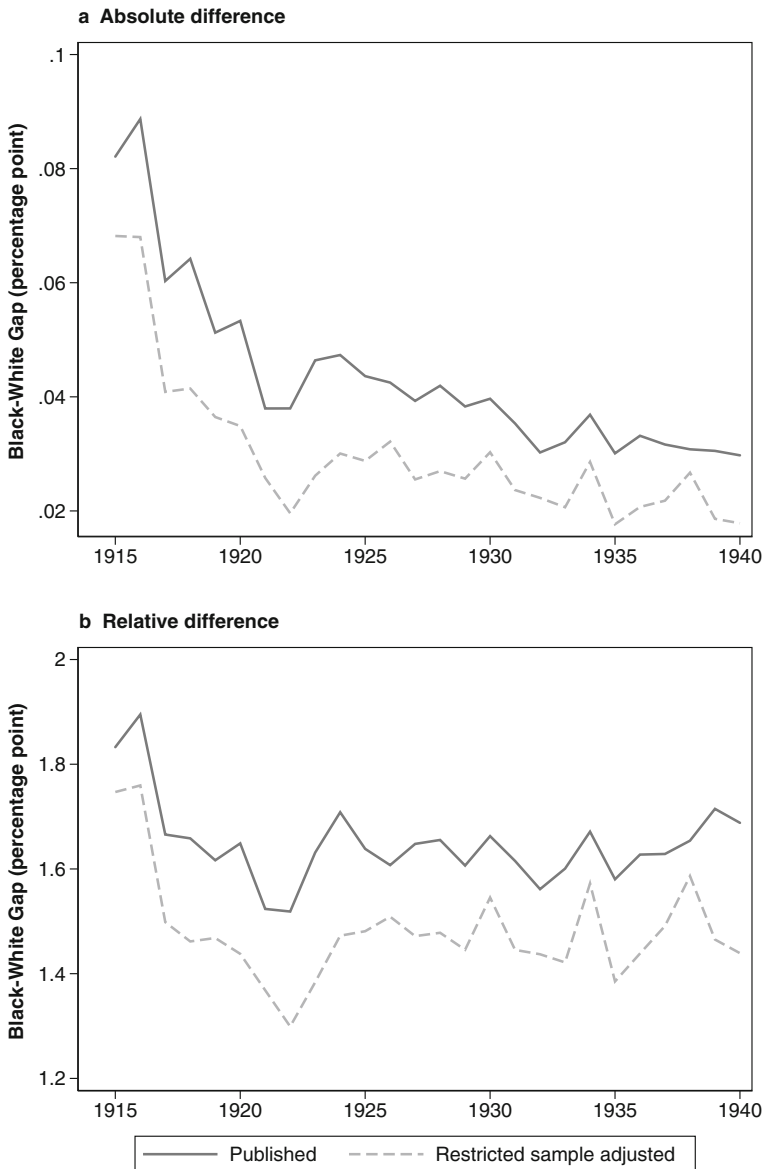 a Absolute difference
Black-White Gap (percentage point)
.1
.08
.06
.04
.02
1915 1920 1925 1930 1935 1940
b Relative difference
Black-White Gap (percentage point)
2
1.8
1.6
1.4
1.2
1915 1920 1925 1930 1935 1940
Published Restricted sample adjusted